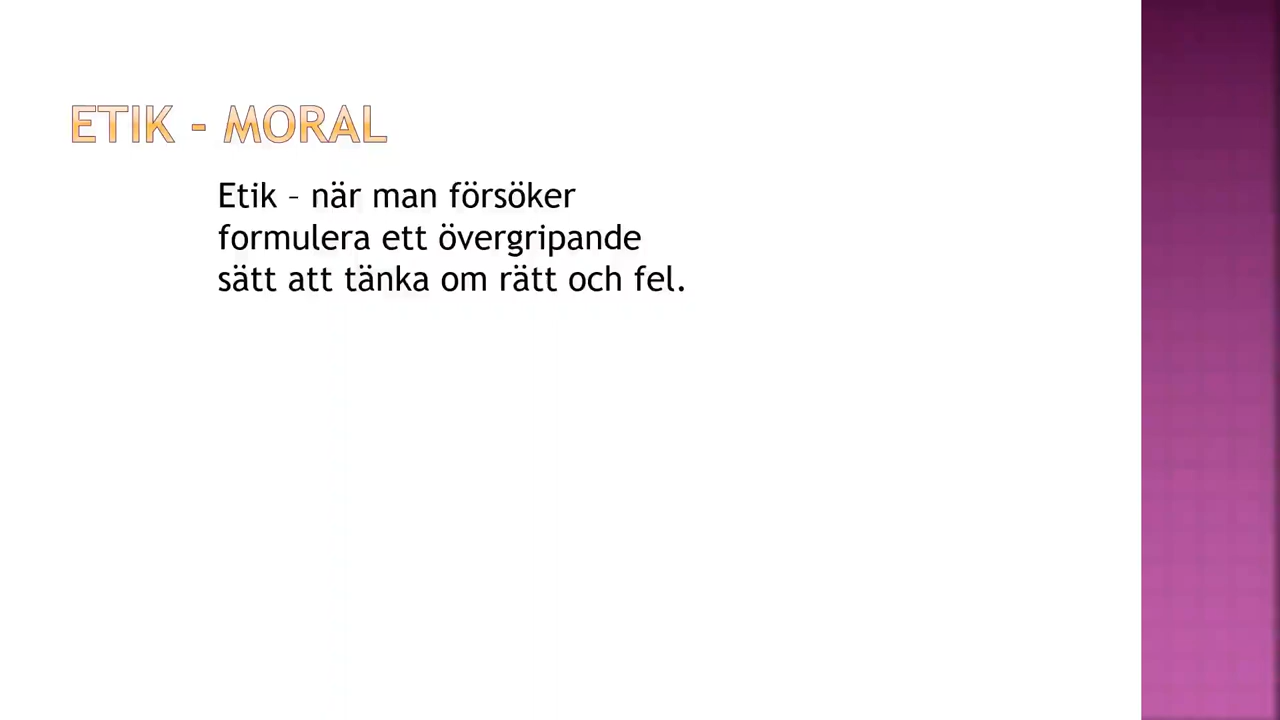 ETIK - MORAL
Etik – när man försöker
formulera ett övergripande
sätt att tänka om rätt och fel.